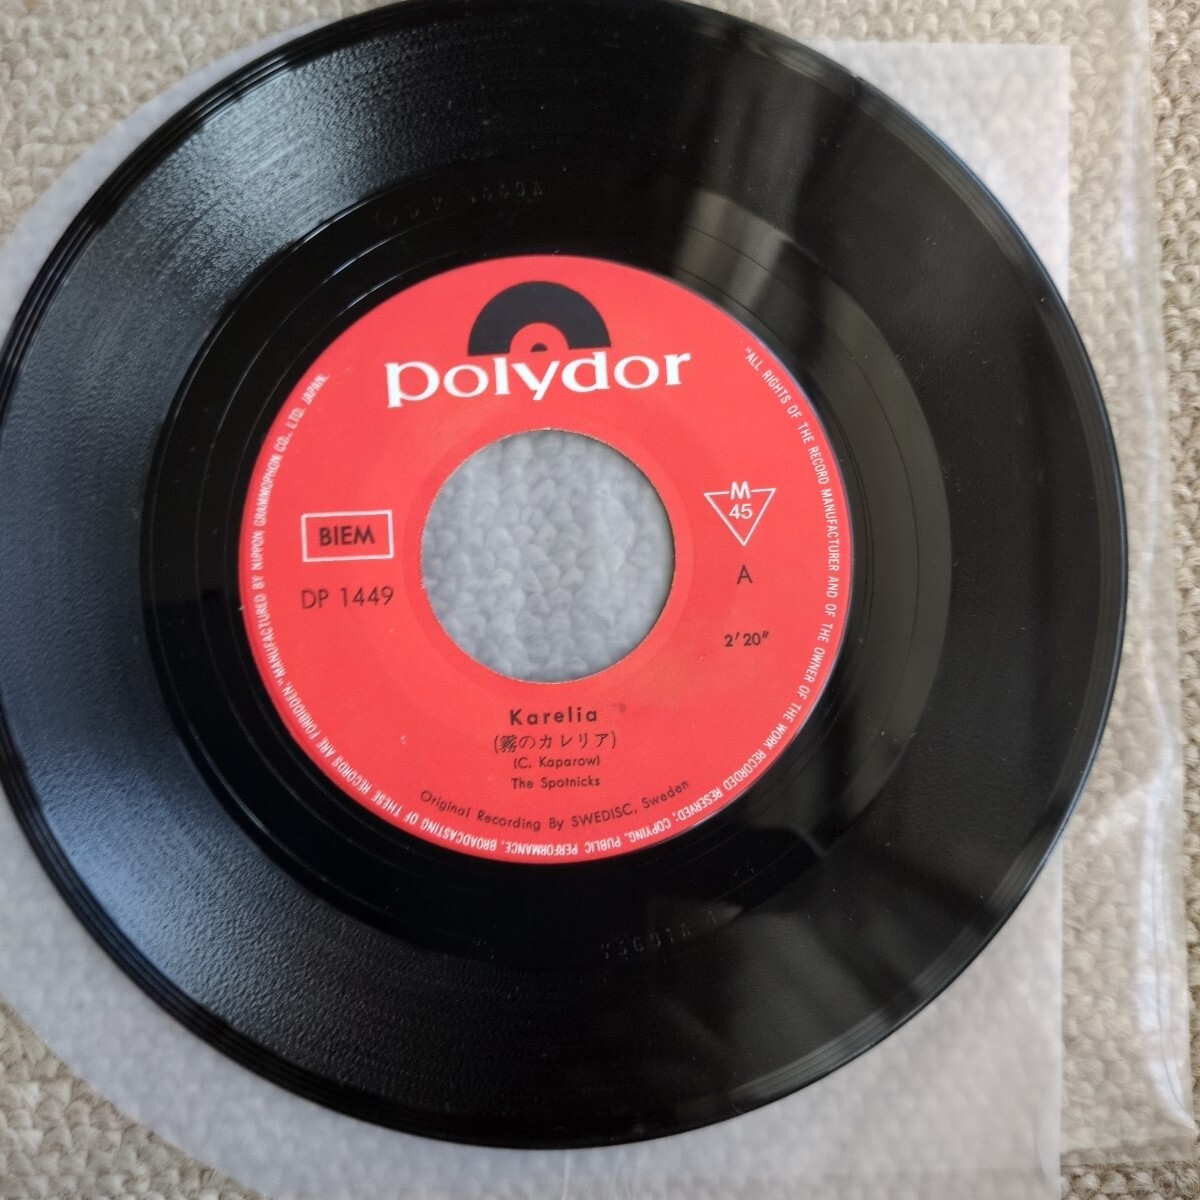 polydor
M
45
BIEM
A
DP 1449
2'20"
Karelia
(霧のカレリア)
(C. Kaparow)
The Spotnicks
Original Recording By SWEDISC, Sweden
"ALL RIGHTS OF THE RECORD MANUFACTURER AND OF THE OWNER OF THE WORK RECORDED RESERVED; COPYING, PUBLIC PERFORMANCE, BROADCASTING OF THESE RECORDS ARE FORBIDDEN." MANUFACTURED BY NIPPON GRAMMOPHON CO., LTD. JAPAN.